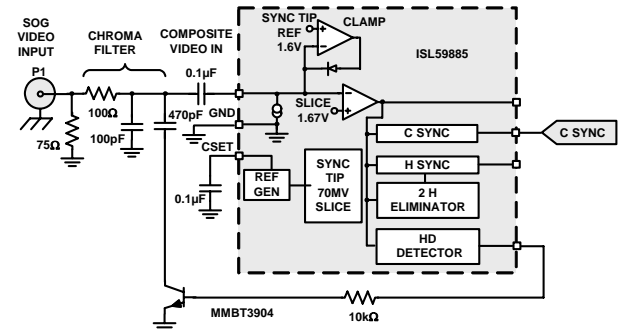 SOG
VIDEO
INPUT
P1
CHROMA
FILTER
COMPOSITE
VIDEO IN
0.1µF
100Ω
470pF
GND
75Ω
100pF
CSET
0.1µF
SYNC TIP
REF
1.6V
CLAMP
ISL59885
SLICE
1.67V
C SYNC
C SYNC
H SYNC
2 H
ELIMINATOR
REF
GEN
SYNC
TIP
70MV
SLICE
HD
DETECTOR
MMBT3904
10kΩ